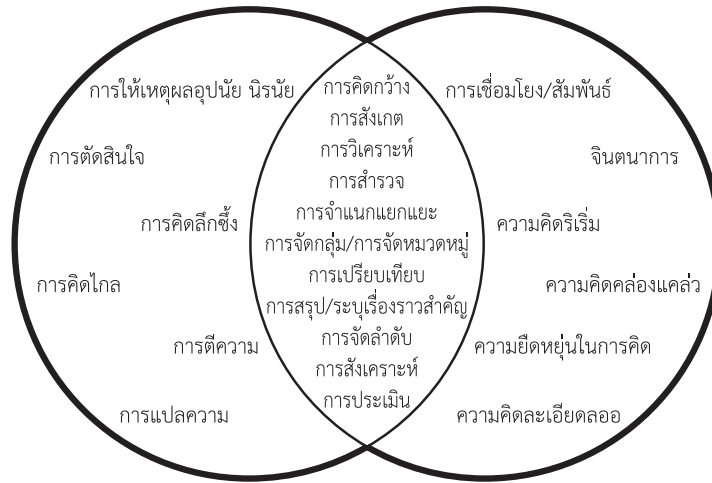 การให้เหตุผลอุปนัย นิรนัย
การตัดสินใจ
การคิดลึกซึ้ง
การคิดไกล
การตีความ
การแปลความ
การคิดกว้าง
การสังเกต
การวิเคราะห์
การสำรวจ
การจำแนกแยกแยะ
การจัดกลุ่ม/การจัดหมวดหมู่
การเปรียบเทียบ
การสรุป/ระบุเรื่องราวสำคัญ
การจัดลำดับ
การสังเคราะห์
การประเมิน
การเชื่อมโยง/สัมพันธ์
จินตนาการ
ความคิดริเริ่ม
ความคิดคล่องแคล่ว
ความยืดหยุ่นในการคิด
ความคิดละเอียดลออ